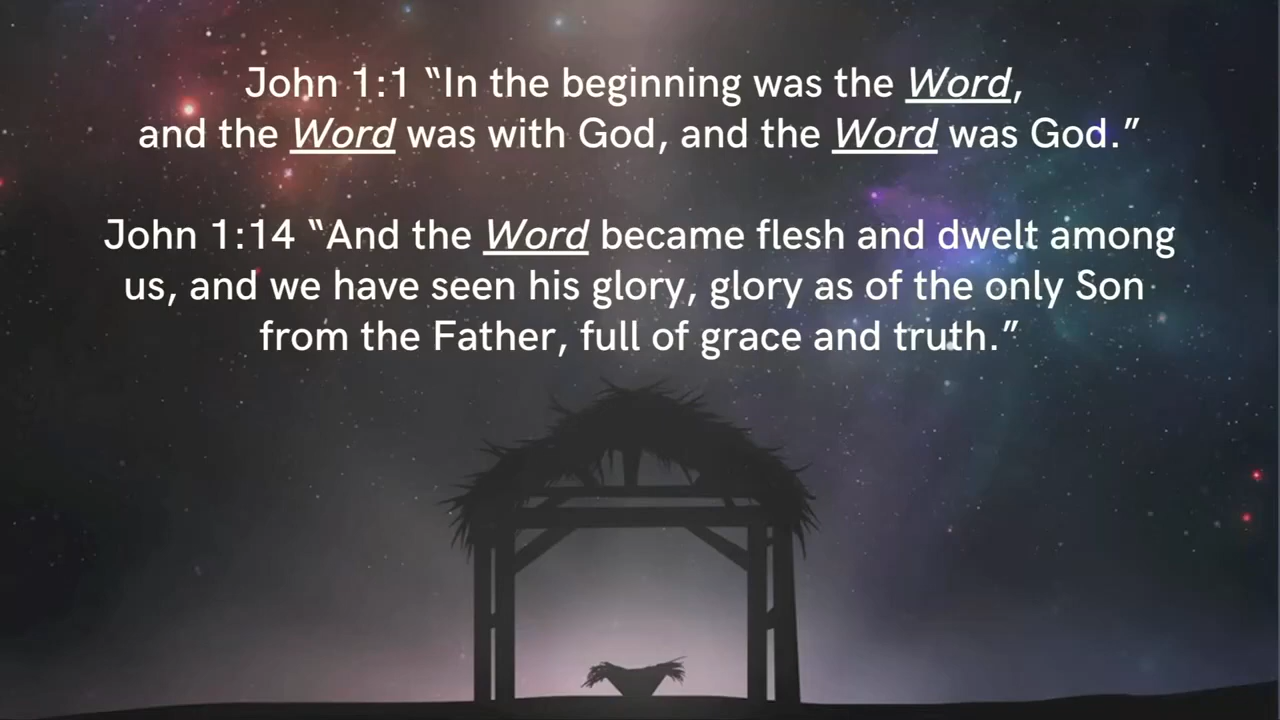 John 1:1 “In the beginning was the Word,
and the Word was with God, and the Word was God.”
John 1:14 “And the Word became flesh and dwelt among
us, and we have seen his glory, glory as of the only Son
from the Father, full of grace and truth.”